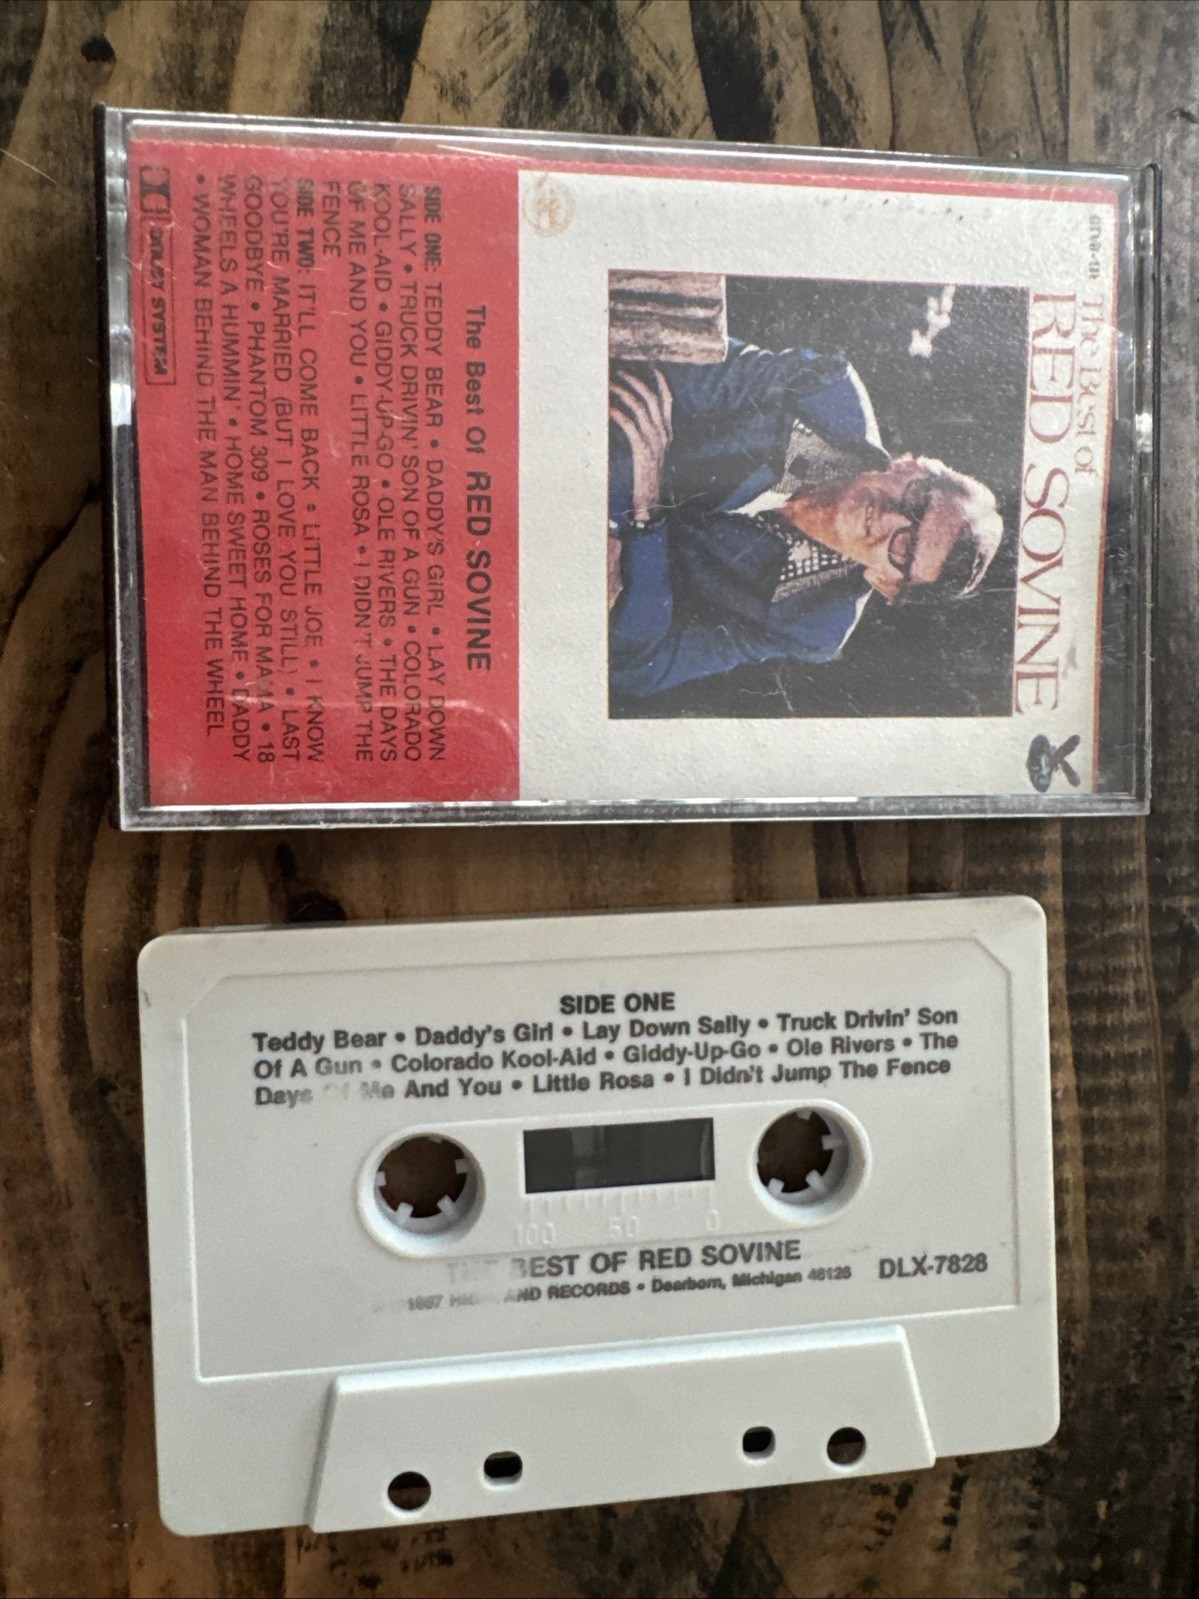 The Best of
RED SOVINE
The Best Of RED SOVINE
SIDE ONE: TEDDY BEAR • DADDY'S GIRL • LAY DOWN
SALLY • TRUCK DRIVIN' SON OF A GUN • COLORADO
KOOL-AID • GIDDY-UP-GO • OLE RIVERS • THE DAYS
OF ME AND YOU • LITTLE ROSA • I DIDN'T JUMP THE
FENCE
SIDE TWO: IT'LL COME BACK • LITTLE JOE • I KNOW
YOU'RE MARRIED (BUT I LOVE YOU STILL) • LAST
GOODBYE • PHANTOM 309 • ROSES FOR MAMA • 18
WHEELS A HUMMIN' • HOME SWEET HOME • DADDY
• WOMAN BEHIND THE MAN BEHIND THE WHEEL
DOLBY SYSTEM
SIDE ONE
Teddy Bear • Daddy's Girl • Lay Down Sally • Truck Drivin' Son
Of A Gun • Colorado Kool-Aid • Giddy-Up-Go • Ole Rivers • The
Days Of Me And You • Little Rosa • I Didn't Jump The Fence
100 50 0
THE BEST OF RED SOVINE
1987 AND RECORDS • Dearborn, Michigan 48126
DLX-7828